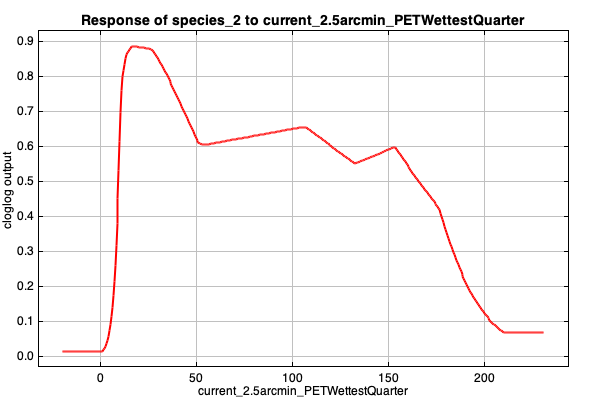 Response of species_2 to current_2.5arcmin_PETWettestQuarter
0.9
0.8
0.7
0.6
0.5
0.4
0.3
0.2
0.1
0.0
cloglog output
0 50 100 150 200
current_2.5arcmin_PETWettestQuarter